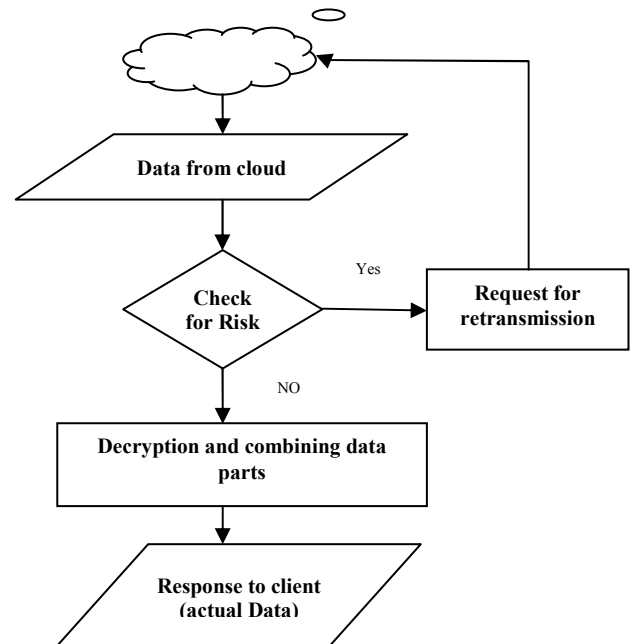 Data from cloud
Yes
Check
for Risk
Request for
retransmission
NO
Decryption and combining data
parts
Response to client
(actual Data)